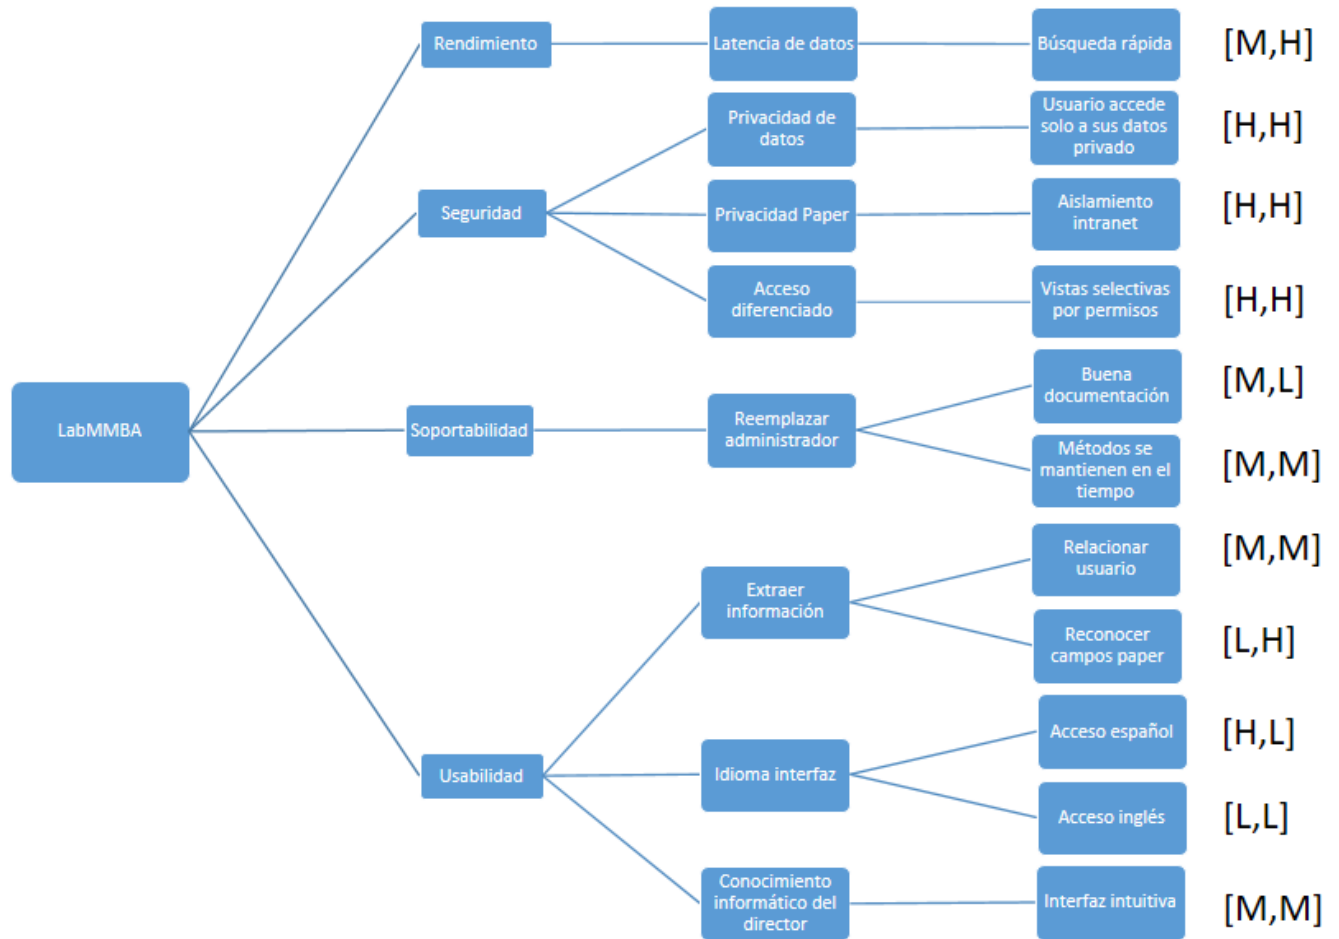 LabMMBA
Rendimiento
Latencia de datos
Búsqueda rápida
[M,H]
Seguridad
Privacidad de
datos
Usuario accede
solo a sus datos
privado
[H,H]
Privacidad Paper
Aislamiento
intranet
[H,H]
Acceso
diferenciado
Vistas selectivas
por permisos
[H,H]
Soportabilidad
Reemplazar
administrador
Buena
documentación
[M,L]
Métodos se
mantienen en el
tiempo
[M,M]
Usabilidad
Extraer
información
Relacionar
usuario
[M,M]
Reconocer
campos paper
[L,H]
Idioma interfaz
Acceso español
[H,L]
Acceso inglés
[L,L]
Conocimiento
informático del
director
Interfaz intuitiva
[M,M]